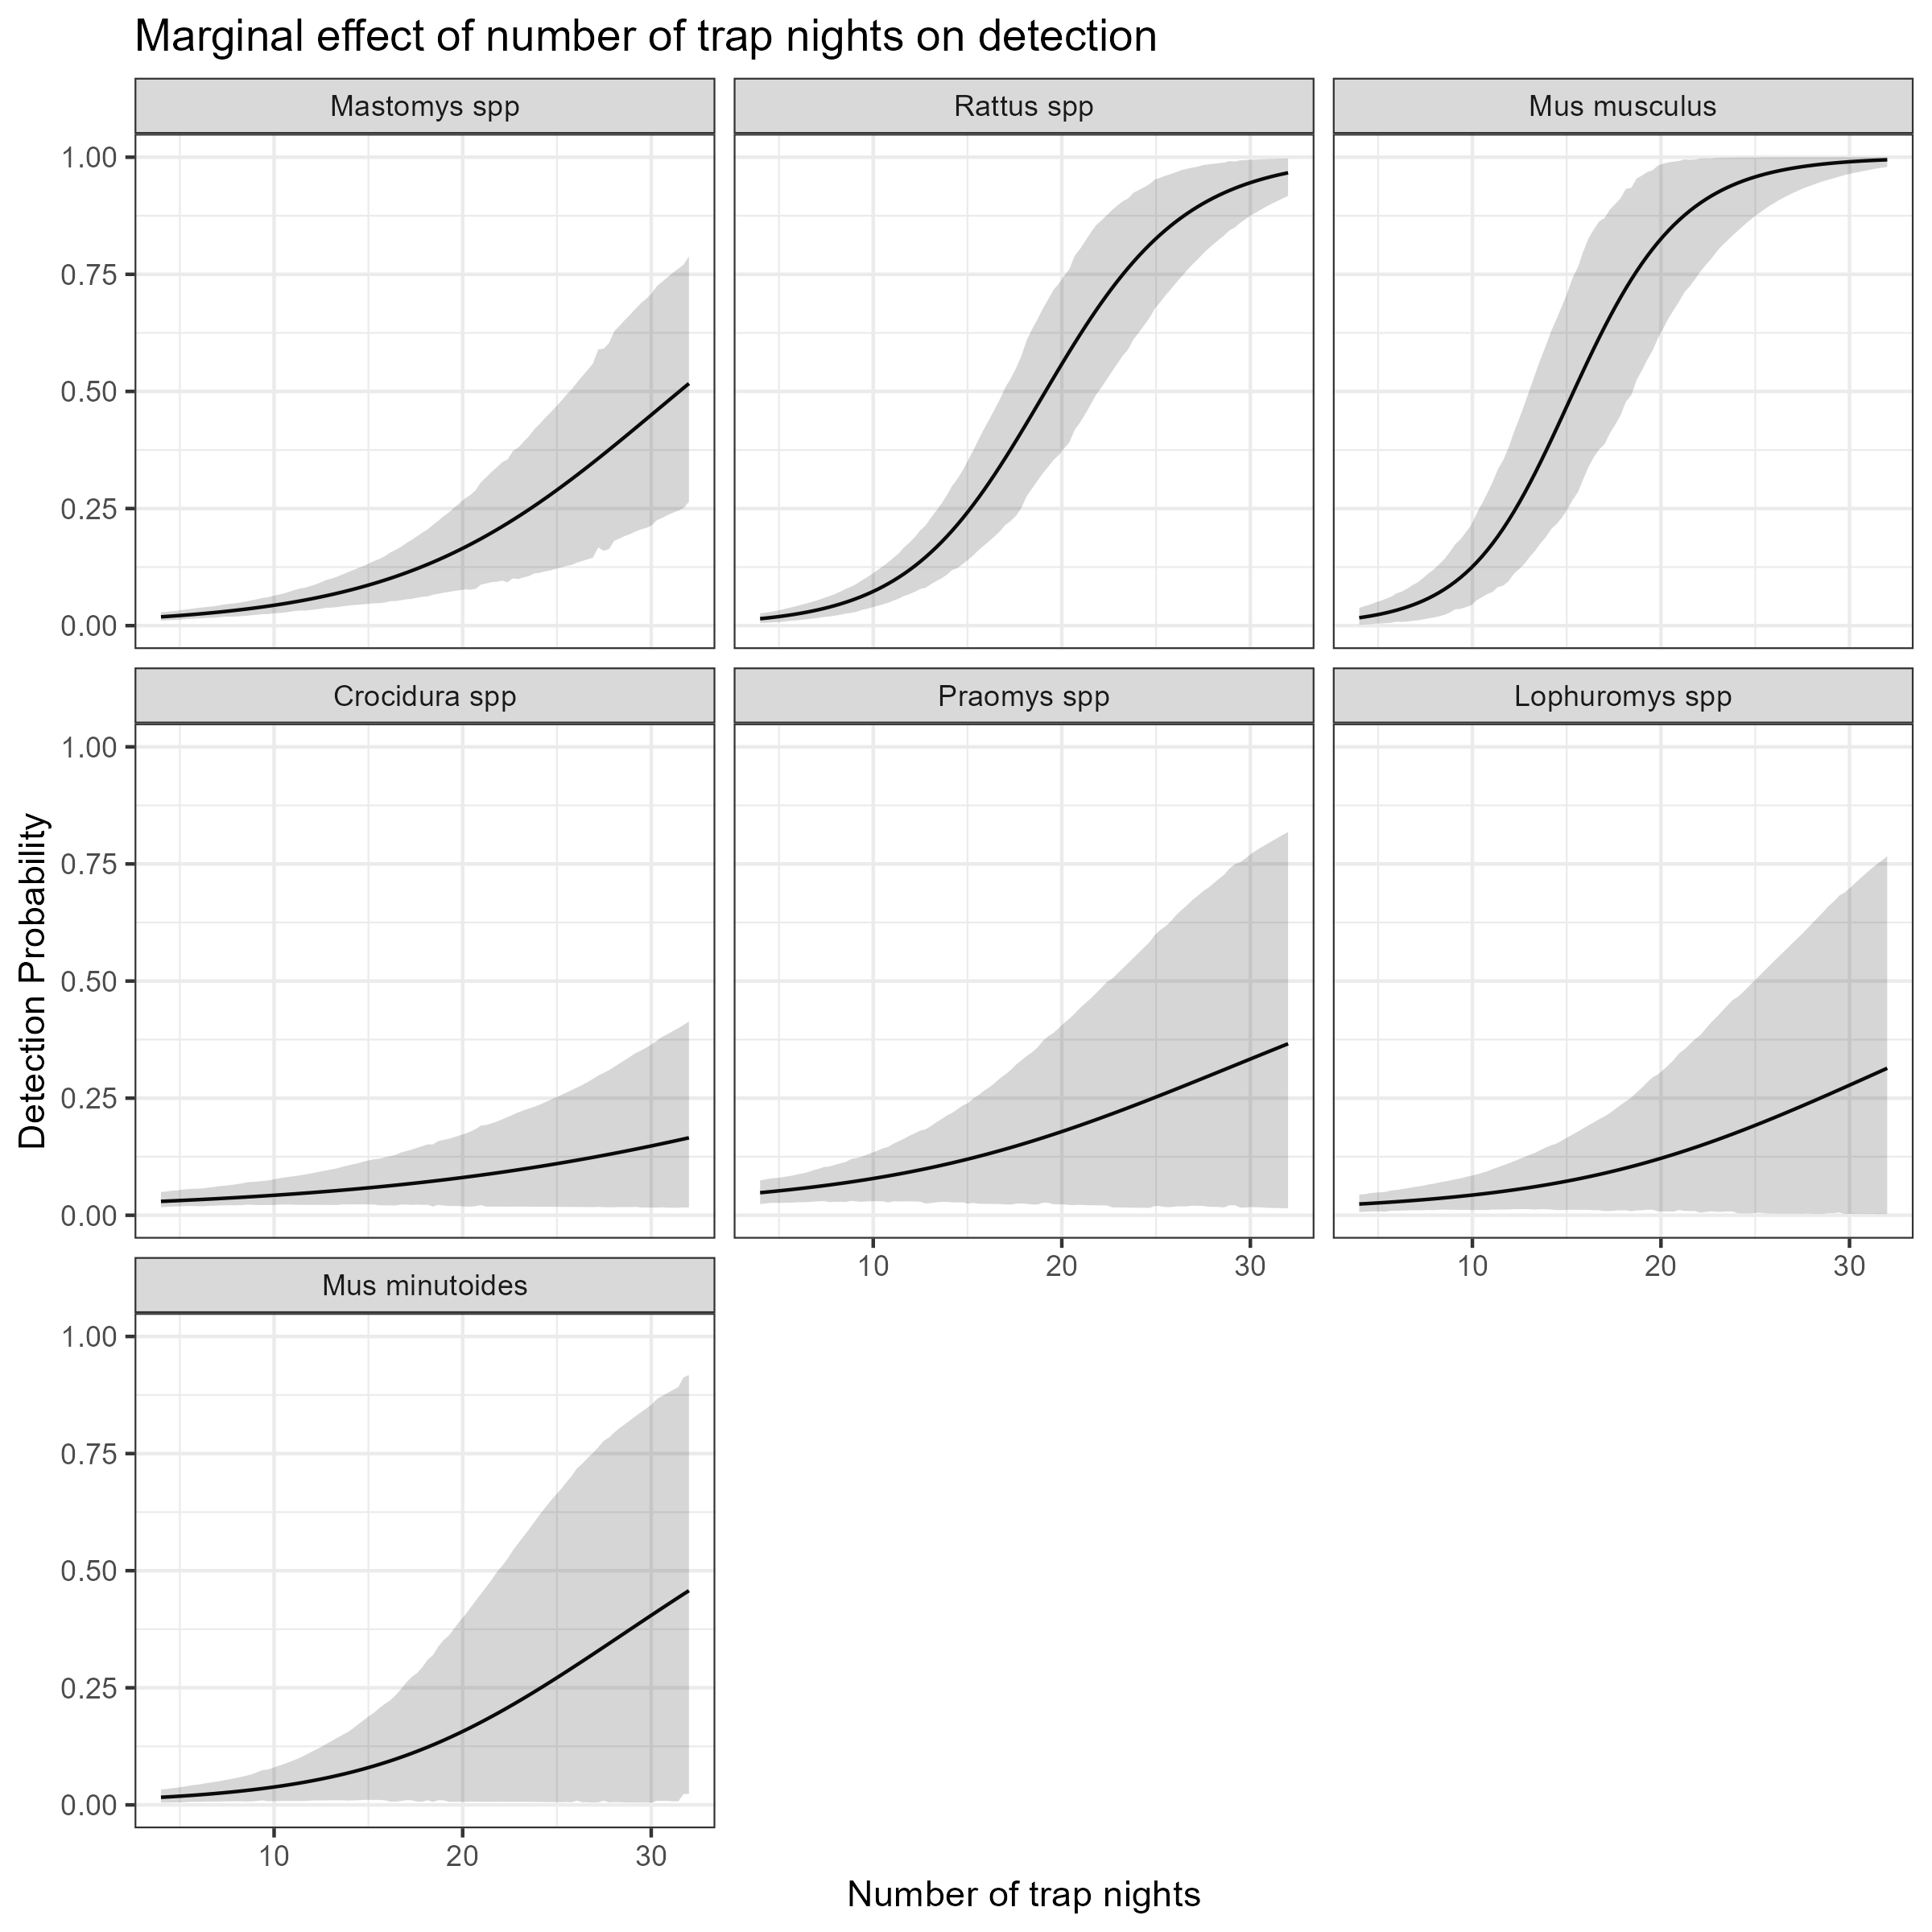 Marginal effect of number of trap nights on detection
Mastomys spp
Rattus spp
Mus musculus
1.00
0.75
0.50
0.25
0.00
Crocidura spp
Praomys spp
Lophuromys spp
1.00
0.75
0.50
0.25
0.00
10 20 30
10 20 30
Mus minutoides
1.00
0.75
0.50
0.25
0.00
10 20 30
Detection Probability
Number of trap nights